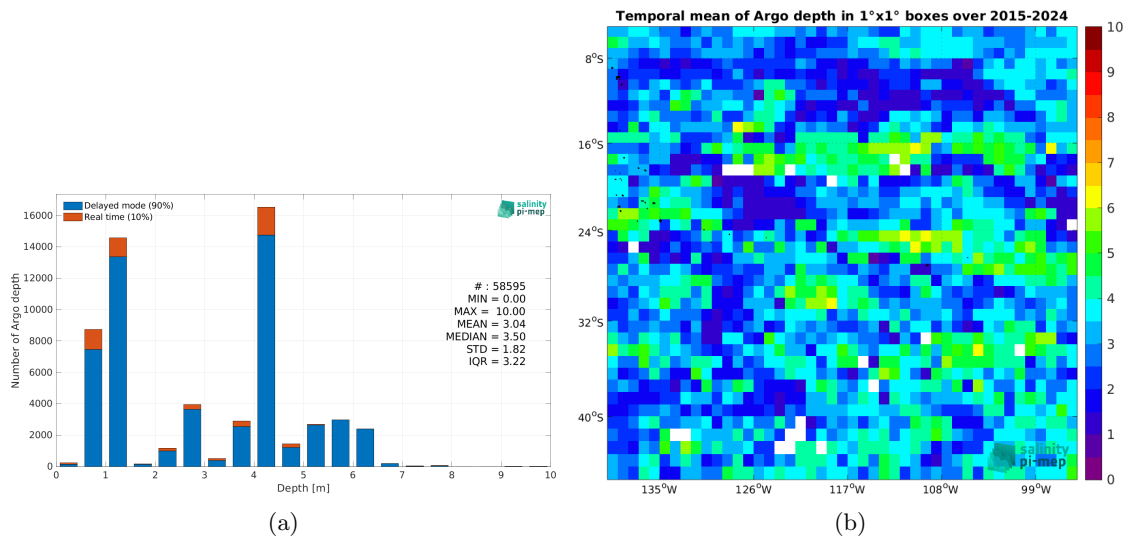 Delayed mode (90%)
Real time (10%)
salinity
pi-mep
16000
14000
12000
10000
8000
6000
4000
2000
0
Number of Argo depth
# : 58595
MIN = 0.00
MAX = 10.00
MEAN = 3.04
MEDIAN = 3.50
STD = 1.82
IQR = 3.22
0 1 2 3 4 5 6 7 8 9 10
Depth [m]
(a)
Temporal mean of Argo depth in 1°x1° boxes over 2015-2024
8°S
16°S
24°S
32°S
40°S
135°W 126°W 117°W 108°W 99°W
salinity
pi-mep
10
9
8
7
6
5
4
3
2
1
0
(b)